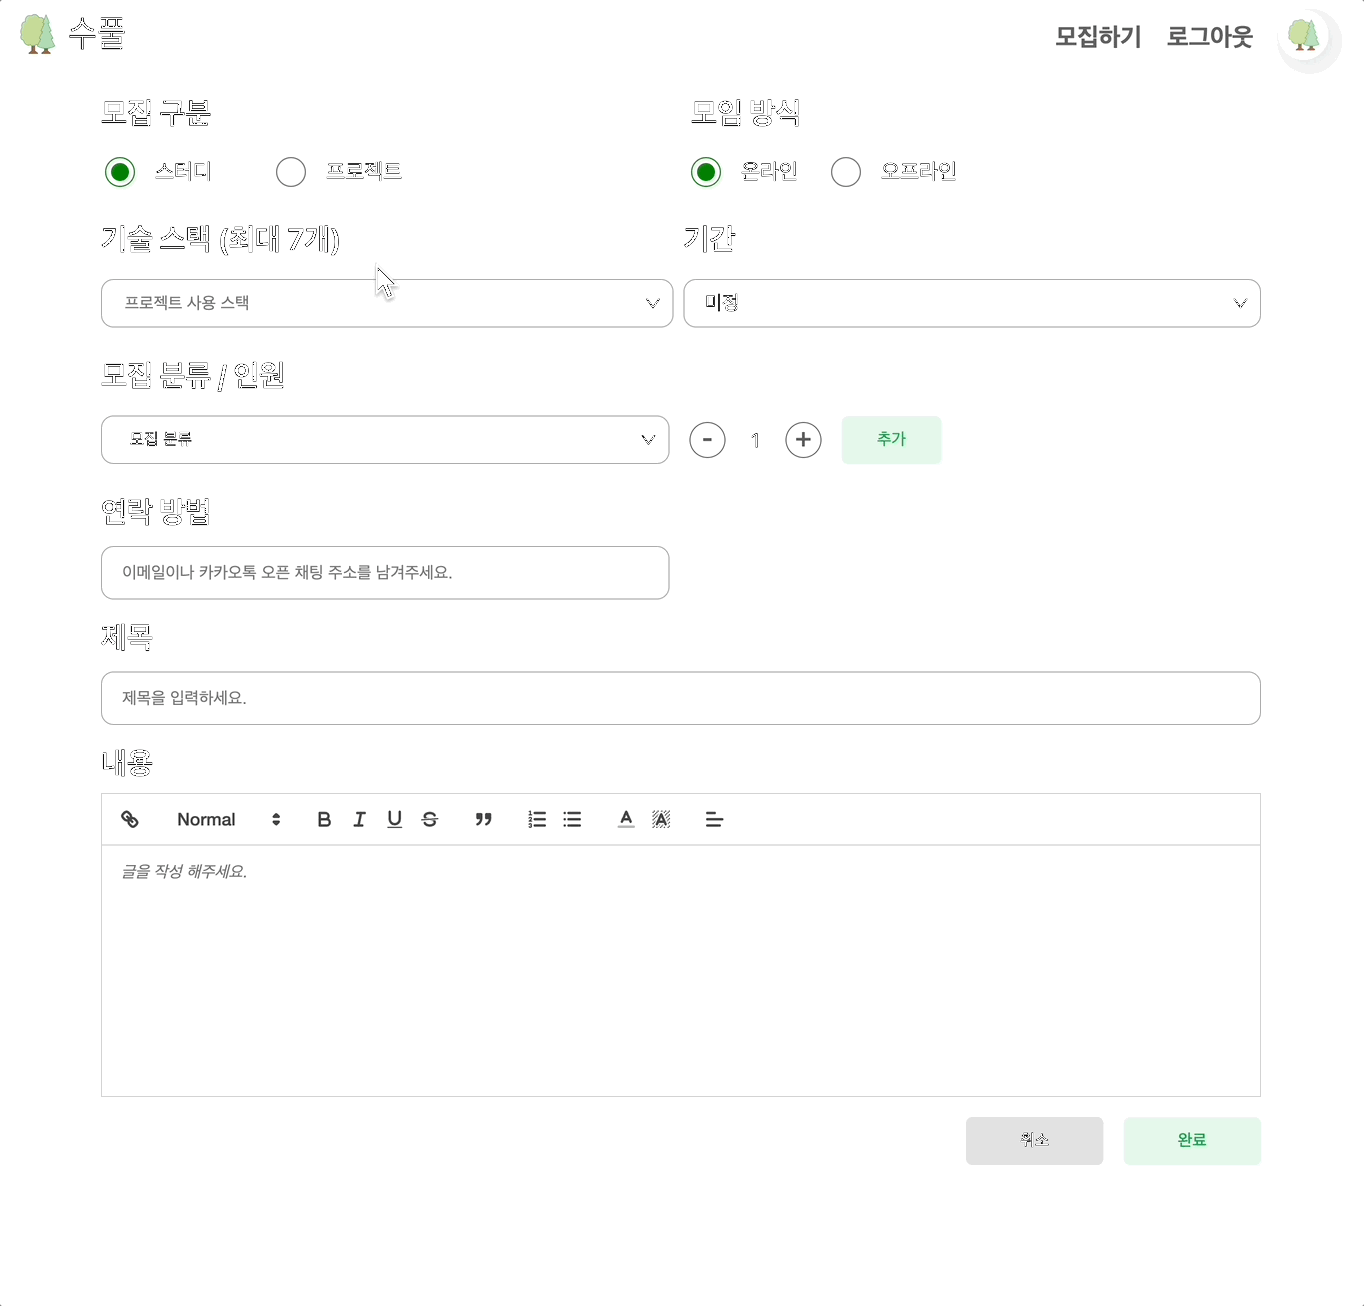 수풀
모집하기 로그아웃
모집 구분
모임 방식
스터디 프로젝트
온라인 오프라인
기술 스택 (최대 7개)
기간
프로젝트 사용 스택
미정
모집 분류 / 인원
모집 분류
- 1 + 추가
연락 방법
이메일이나 카카오톡 오픈 채팅 주소를 남겨주세요.
제목
제목을 입력하세요.
내용
Normal B I U S A A
글을 작성 해주세요.
취소 완료